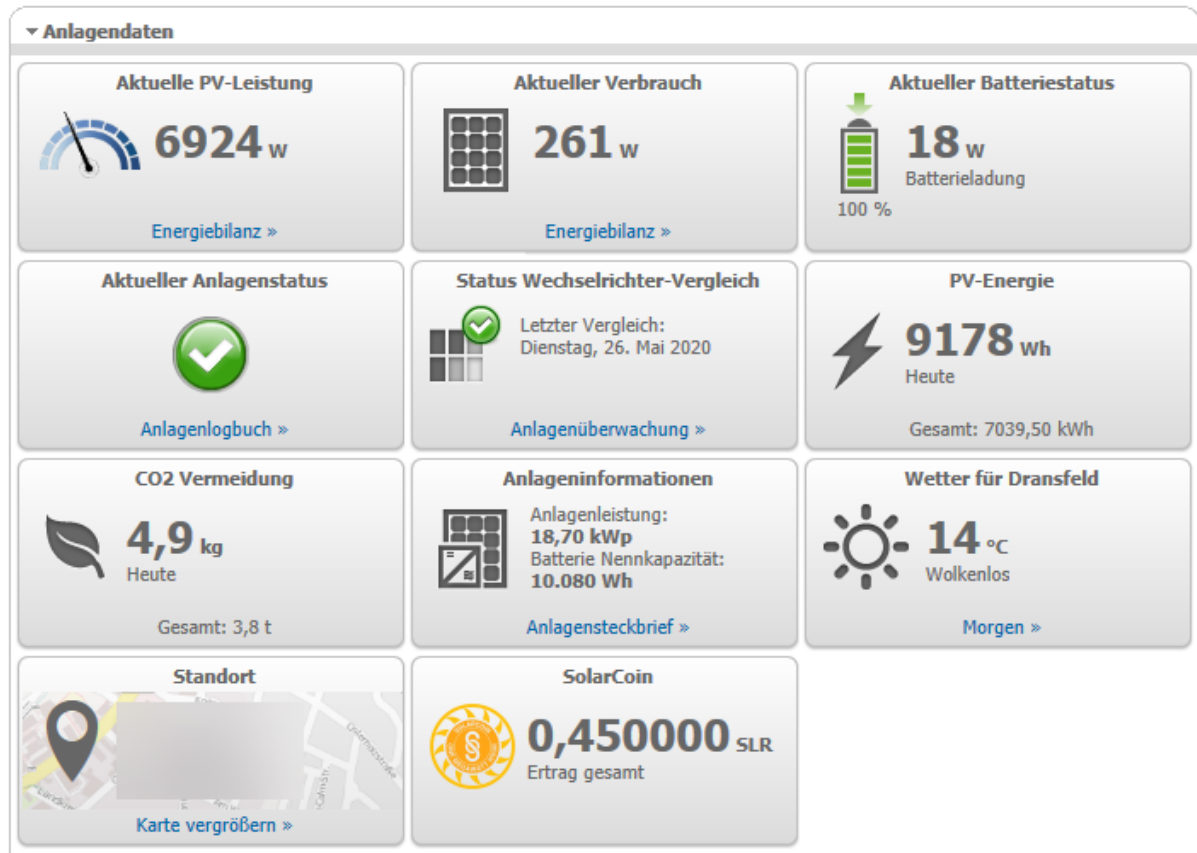 Anlagendaten
Aktuelle PV-Leistung
6924 W
Energiebilanz »
Aktueller Verbrauch
261 W
Energiebilanz »
Aktueller Batteriestatus
18 W
Batterieladung
100 %
Aktueller Anlagenstatus
Anlagenlogbuch »
Status Wechselrichter-Vergleich
Letzter Vergleich:
Dienstag, 26. Mai 2020
Anlagenüberwachung »
PV-Energie
9178 Wh
Heute
Gesamt: 7039,50 kWh
CO2 Vermeidung
4,9 kg
Heute
Gesamt: 3,8 t
Anlageninformationen
Anlagenleistung:
18,70 kWp
Batterie Nennkapazität:
10.080 Wh
Anlagensteckbrief »
Wetter für Dransfeld
14 °C
Wolkenlos
Morgen »
Standort
Karte vergrößern »
SolarCoin
0,450000 SLR
Ertrag gesamt